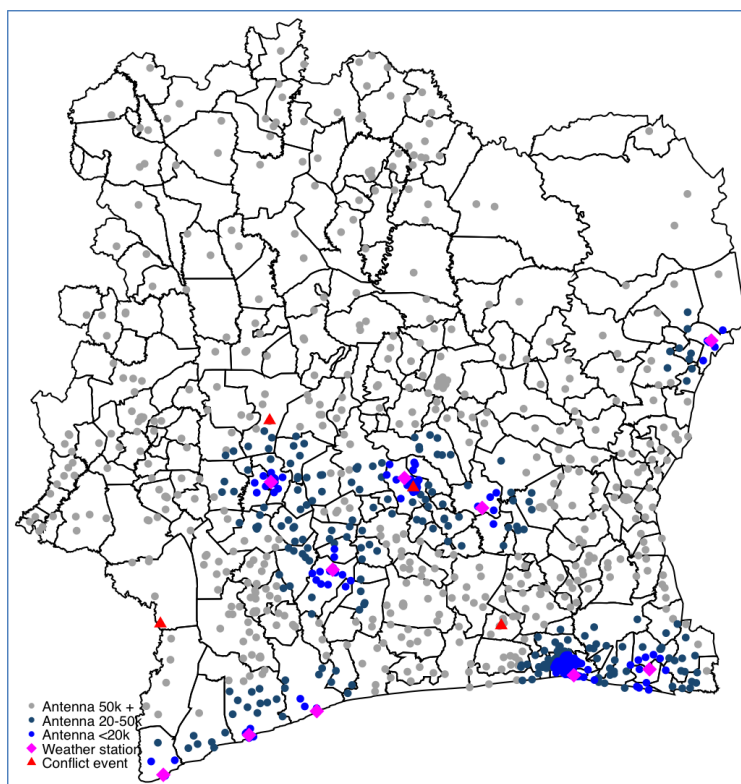 Antenna 50k +
Antenna 20-50k
Antenna <20k
Weather station
Conflict event